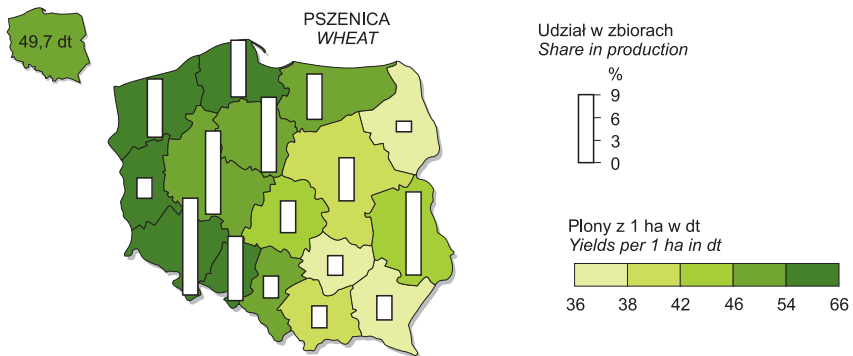 49,7 dt
PSZENICA
WHEAT
Udział w zbiorach
Share in production
%
9
6
3
0
Plony z 1 ha w dt
Yields per 1 ha in dt
36 38 42 46 54 66